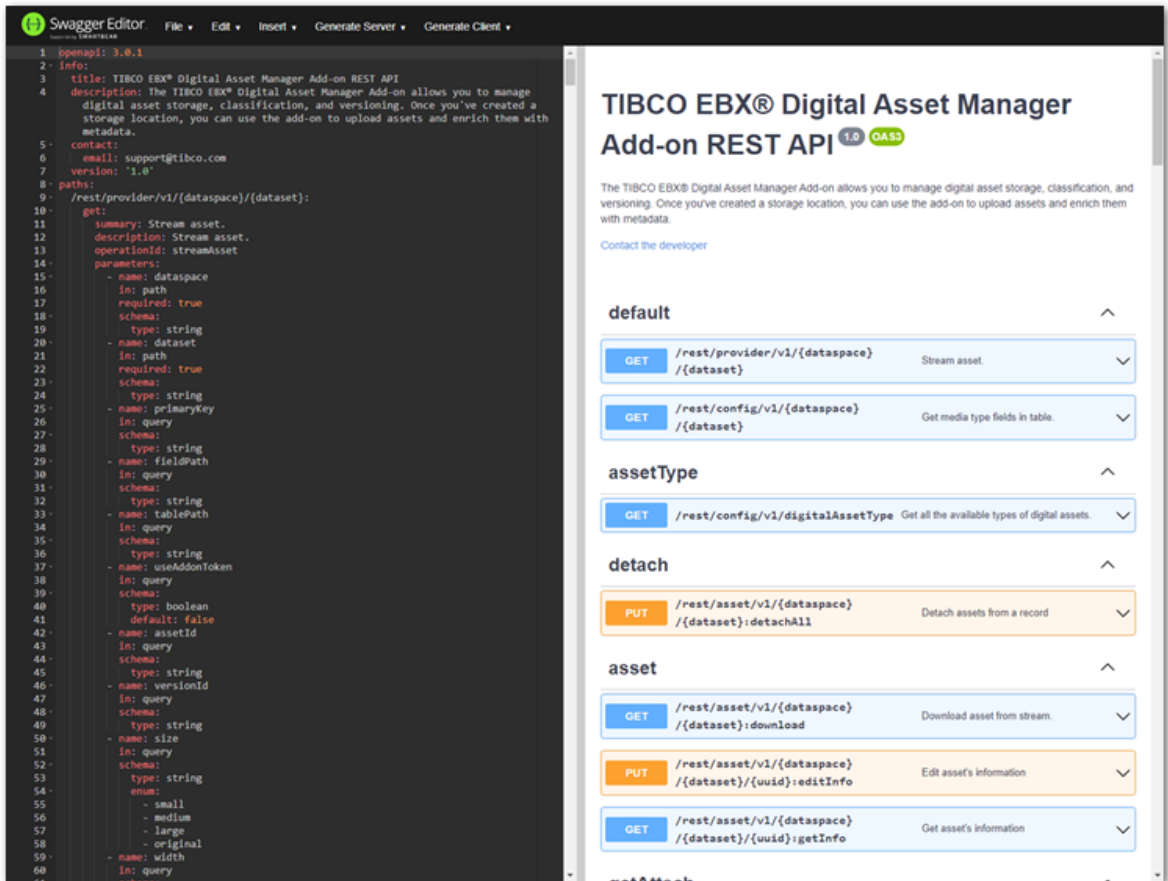 Swagger Editor.
Supported by SMARTBEAR
File ▾ Edit ▾ Insert ▾ Generate Server ▾ Generate Client ▾
1 openapi: 3.0.1
2 info:
3 title: TIBCO EBX® Digital Asset Manager Add-on REST API
4 description: The TIBCO EBX® Digital Asset Manager Add-on allows you to manage
digital asset storage, classification, and versioning. Once you've created a
storage location, you can use the add-on to upload assets and enrich them with
metadata.
5 contact:
6 email: support@tibco.com
7 version: '1.0'
8 paths:
9 /rest/provider/v1/{dataspace}/{dataset}:
10 get:
11 summary: Stream asset.
12 description: Stream asset.
13 operationId: streamAsset
14 parameters:
15 - name: dataspace
16 in: path
17 required: true
18 schema:
19 type: string
20 - name: dataset
21 in: path
22 required: true
23 schema:
24 type: string
25 - name: primaryKey
26 in: query
27 schema:
28 type: string
29 - name: fieldPath
30 in: query
31 schema:
32 type: string
33 - name: tablePath
34 in: query
35 schema:
36 type: string
37 - name: useAddonToken
38 in: query
39 schema:
40 type: boolean
41 default: false
42 - name: assetId
43 in: query
44 schema:
45 type: string
46 - name: versionId
47 in: query
48 schema:
49 type: string
50 - name: size
51 in: query
52 schema:
53 type: string
54 enum:
55 - small
56 - medium
57 - large
58 - original
59 - name: width
60 in: query
TIBCO EBX® Digital Asset Manager
Add-on REST API 1.0 OAS3
The TIBCO EBX® Digital Asset Manager Add-on allows you to manage digital asset storage, classification, and
versioning. Once you've created a storage location, you can use the add-on to upload assets and enrich them
with metadata.
Contact the developer
default
GET /rest/provider/v1/{dataspace}
/{dataset} Stream asset.
GET /rest/config/v1/{dataspace}
/{dataset} Get media type fields in table.
assetType
GET /rest/config/v1/digitalAssetType Get all the available types of digital assets.
detach
PUT /rest/asset/v1/{dataspace}
/{dataset}:detachAll Detach assets from a record
asset
GET /rest/asset/v1/{dataspace}
/{dataset}:download Download asset from stream.
PUT /rest/asset/v1/{dataspace}
/{dataset}/{uuid}:editInfo Edit asset's information
GET /rest/asset/v1/{dataspace}
/{dataset}/{uuid}:getInfo Get asset's information
getAttach